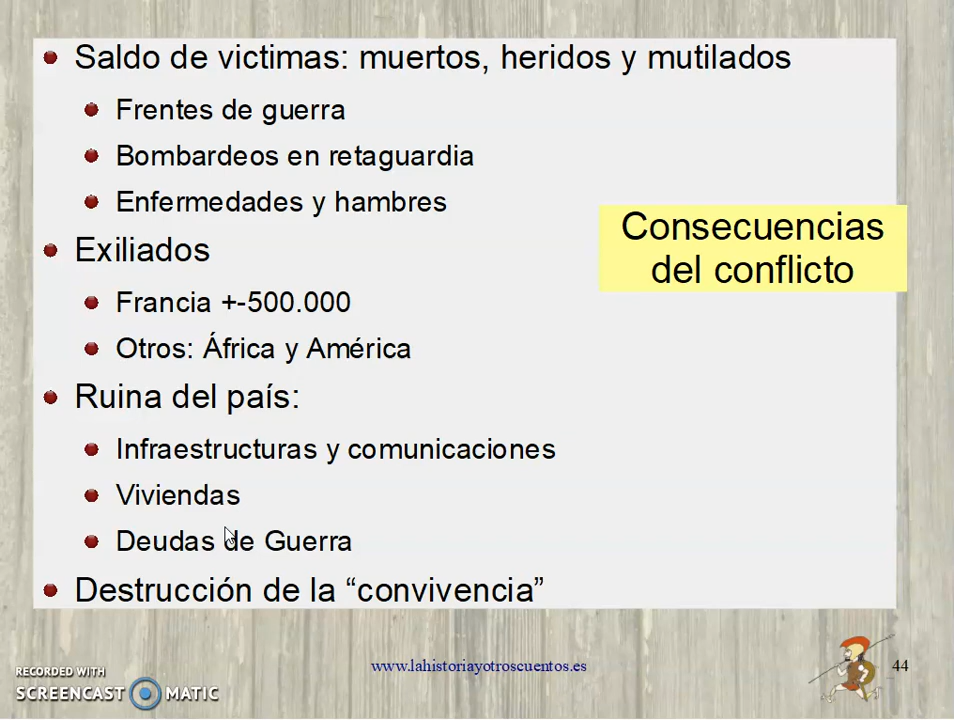 Saldo de victimas: muertos, heridos y mutilados
Frentes de guerra
Bombardeos en retaguardia
Enfermedades y hambres
Exiliados
Francia +-500.000
Otros: África y América
Ruina del país:
Infraestructuras y comunicaciones
Viviendas
Deudas de Guerra
Destrucción de la “convivencia”
Consecuencias
del conflicto
www.lahistoriayotroscuentos.es
44
RECORDED WITH
SCREENCAST MATIC